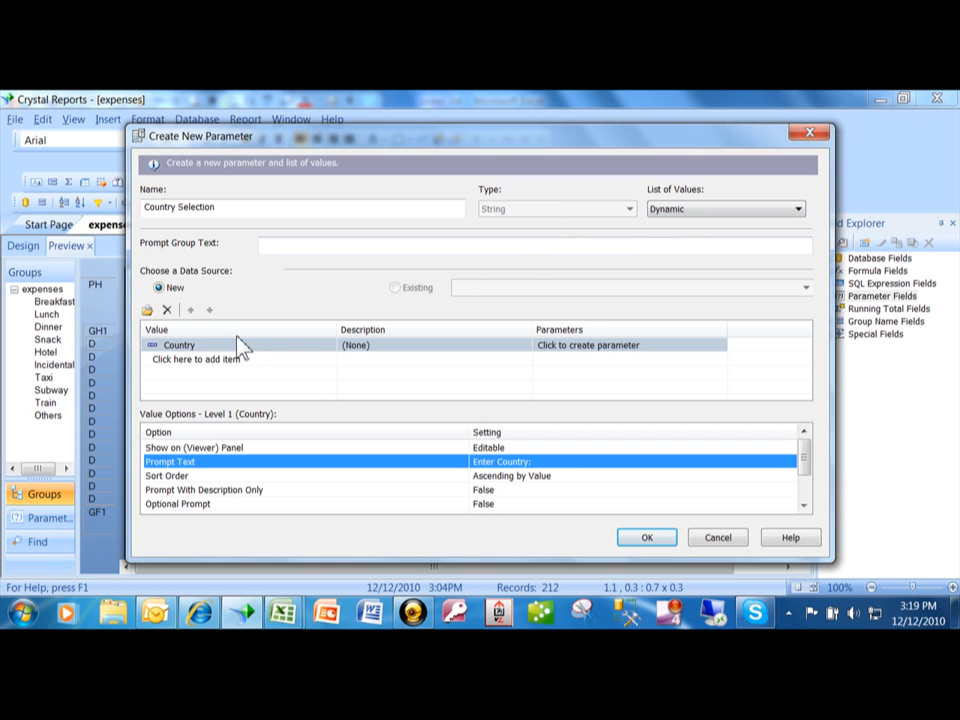 Crystal Reports - [expenses]
File Edit View Insert Format Database Report Window Help
Arial
Start Page expens
Design Preview ×
Groups
expenses
Breakfast
Lunch
Dinner
Snack
Hotel
Incidental
Taxi
Subway
Train
Others
Groups
Paramet...
Find
PH
GH1
D
D
D
D
D
D
D
D
D
D
D
D
D
GF1
Create New Parameter
Create a new parameter and list of values.
Name:
Type:
List of Values:
Country Selection
String
Dynamic
Prompt Group Text:
Choose a Data Source:
New
Existing
Value Description Parameters
Country (None) Click to create parameter
Click here to add item
Value Options - Level 1 (Country):
Option Setting
Show on (Viewer) Panel Editable
Prompt Text Enter Country:
Sort Order Ascending by Value
Prompt With Description Only False
Optional Prompt False
OK Cancel Help
d Explorer
Database Fields
Formula Fields
SQL Expression Fields
Parameter Fields
Running Total Fields
Group Name Fields
Special Fields
For Help, press F1 12/12/2010 3:04PM Records: 212 1.1 , 0.3 : 0.7 x 0.3 100%
3:19 PM
12/12/2010